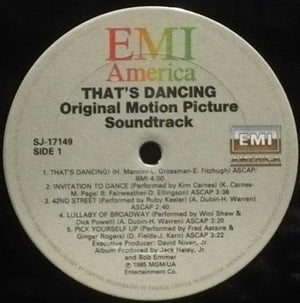 EMI
America
THAT'S DANCING
Original Motion Picture
Soundtrack
SJ-17149
SIDE 1
EMI
AMERICA
1. THAT'S DANCING! (H. Mancini-L. Grossman-E. Fitzhugh) ASCAP/
BMI 4:00
2. INVITATION TO DANCE (Performed by Kim Carnes) (K. Carnes-
M. Page/ B. Fairweather-D. Ellingson) ASCAP 3:38
3. 42ND STREET (Performed by Ruby Keeler) (A. Dubin-H. Warren)
ASCAP 2:40
4. LULLABY OF BROADWAY (Performed by Wini Shaw &
Dick Powell) (A. Dubin-H. Warren) ASCAP 2:10
5. PICK YOURSELF UP (Performed by Fred Astaire &
Ginger Rogers) (D. Fields-J. Kern) ASCAP 3:22
Executive Producer: David Niven, Jr.
Album Produced by Jack Haley, Jr.
and Bob Emmer
℗ 1985 MGM/UA
Entertainment Co.